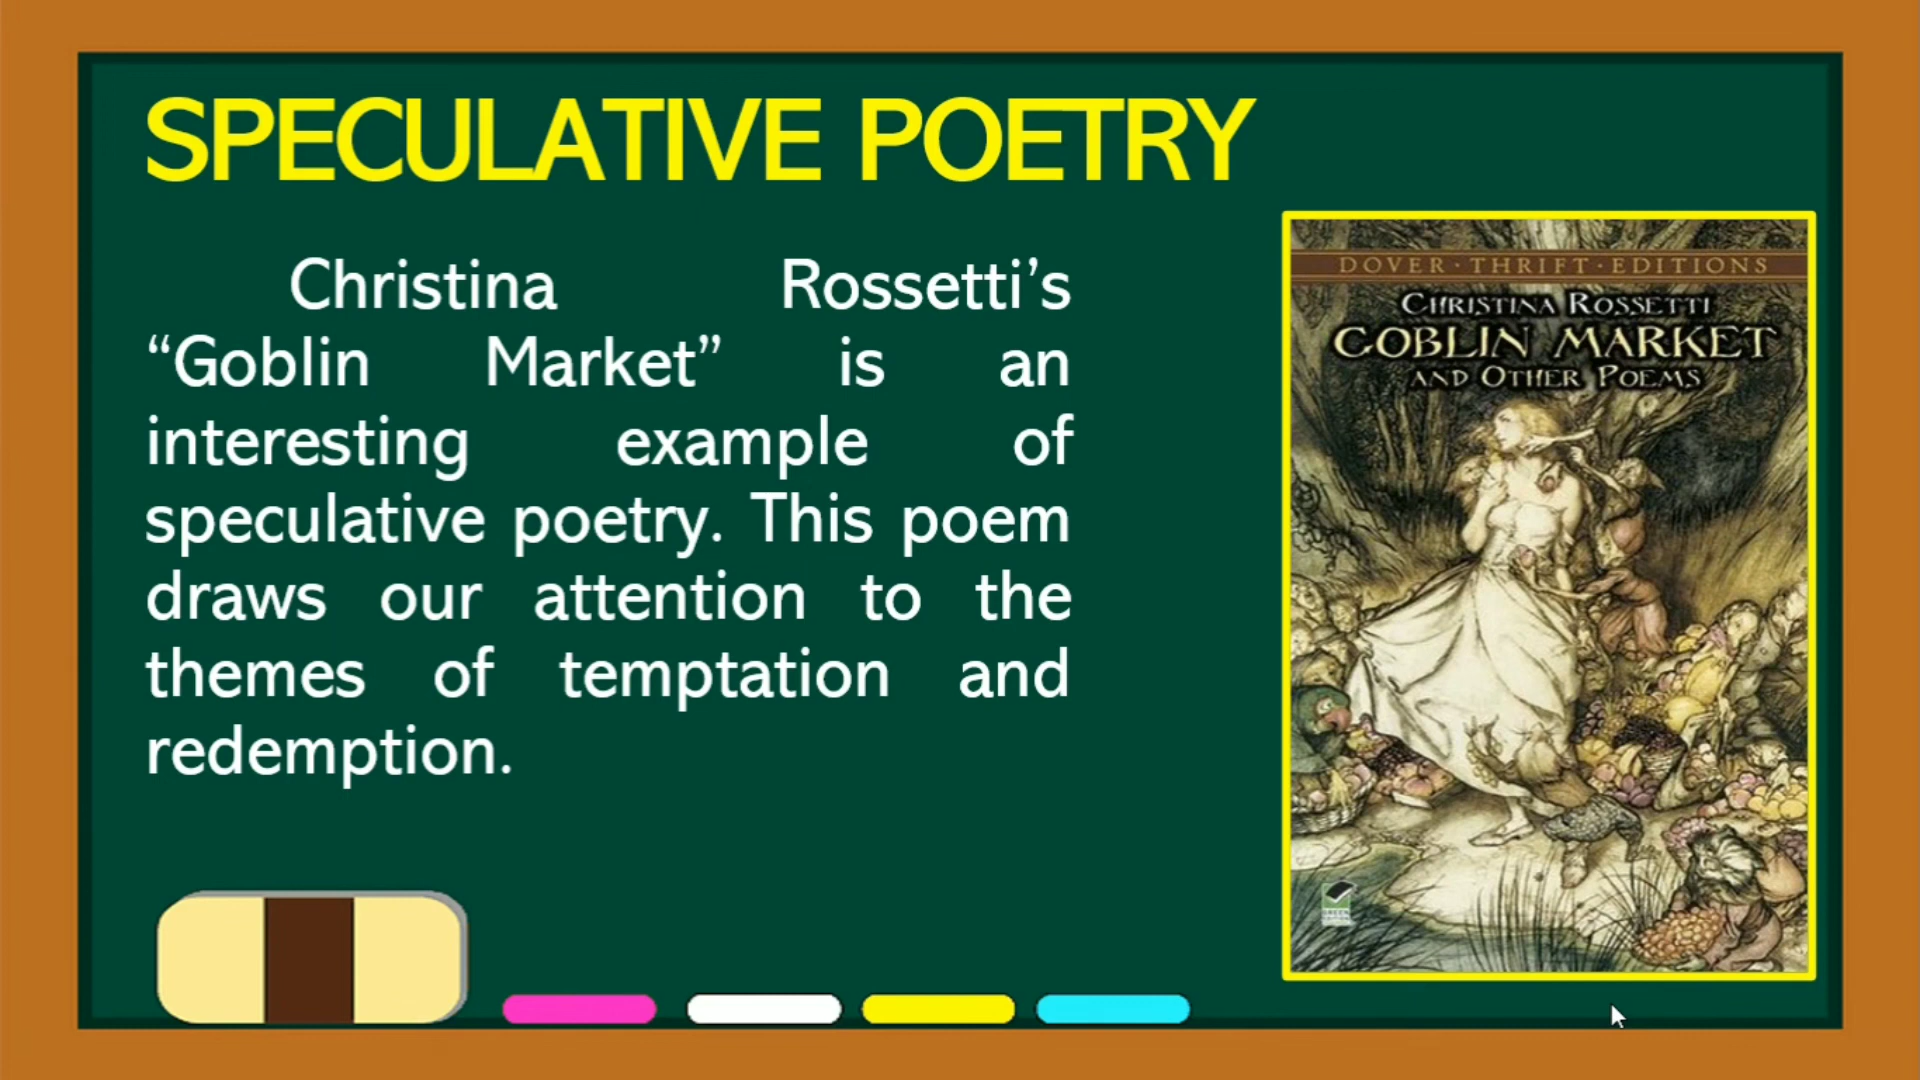 SPECULATIVE POETRY
Christina Rossetti’s
“Goblin Market” is an
interesting example of
speculative poetry. This poem
draws our attention to the
themes of temptation and
redemption.
DOVER · THRIFT · EDITIONS
CHRISTINA ROSSETTI
GOBLIN MARKET
AND OTHER POEMS